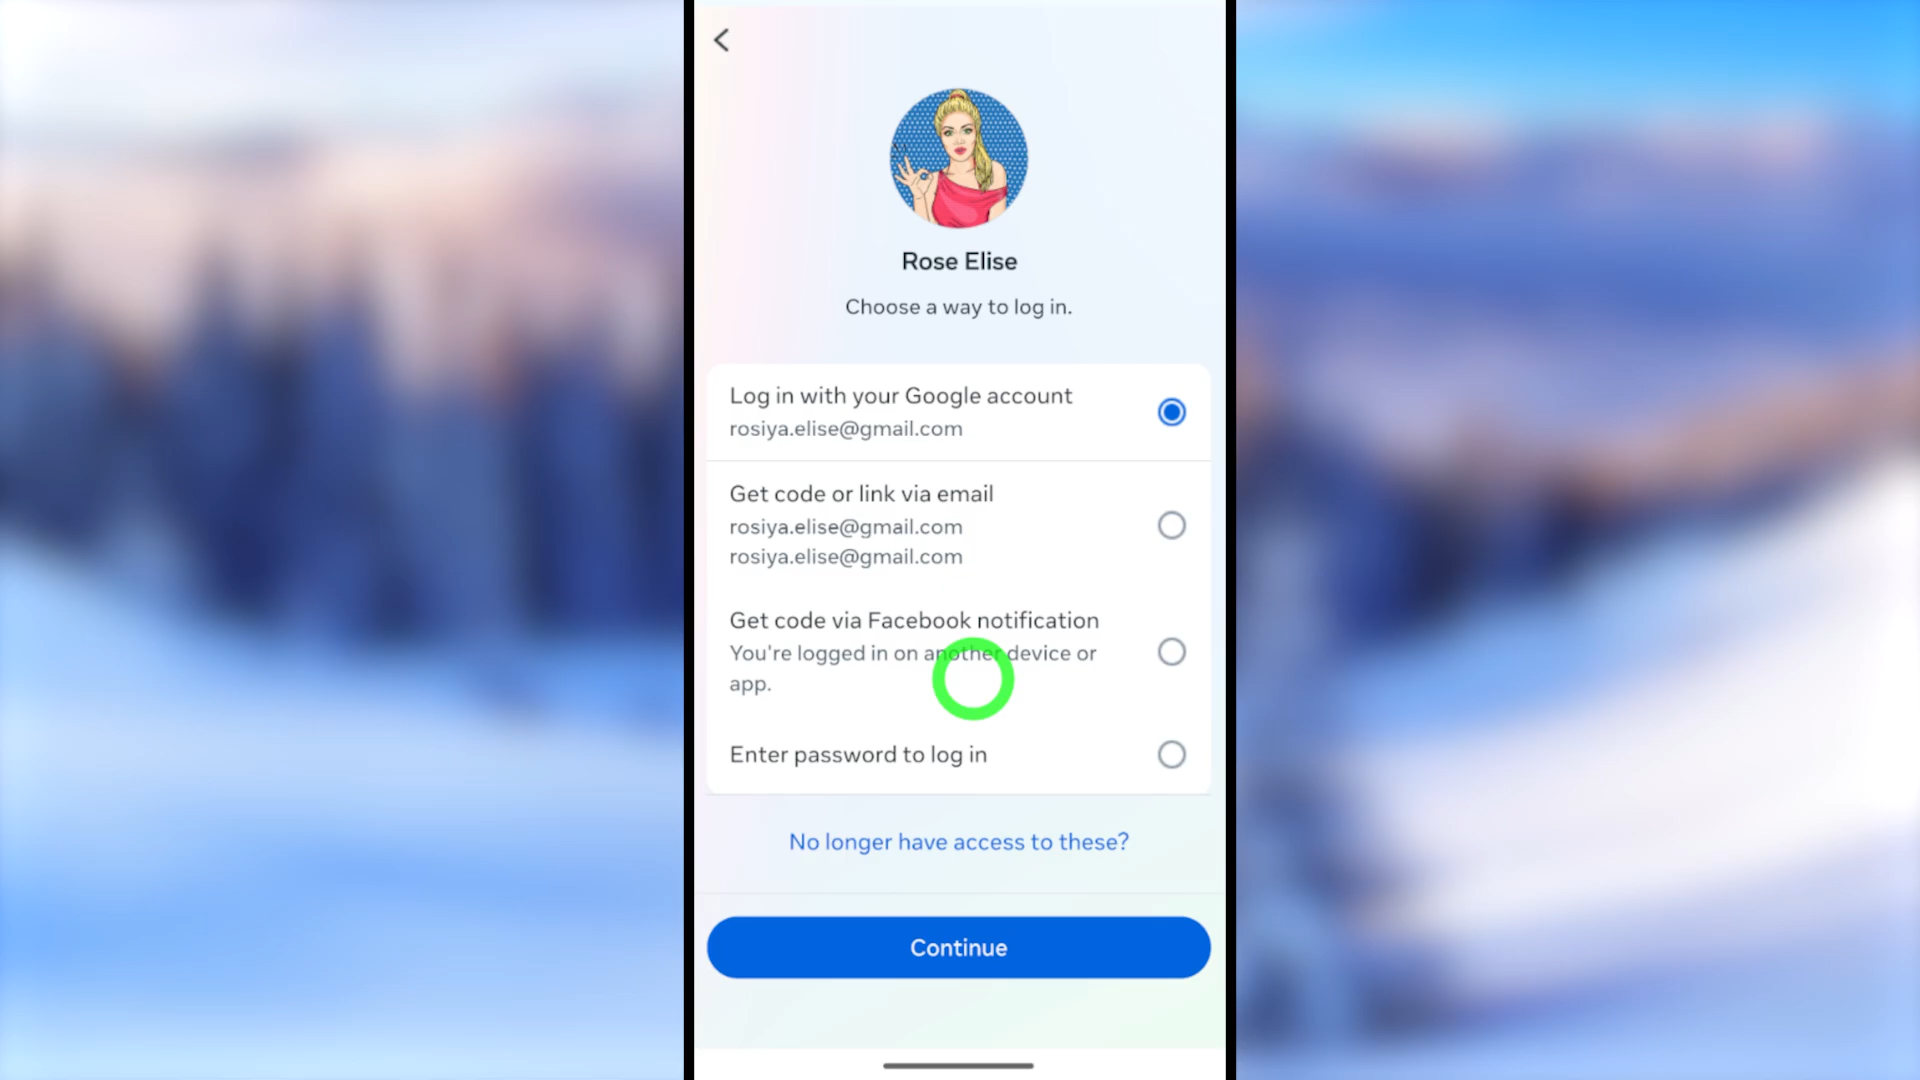 Rose Elise
Choose a way to log in.
Log in with your Google account
rosiya.elise@gmail.com
Get code or link via email
rosiya.elise@gmail.com
rosiya.elise@gmail.com
Get code via Facebook notification
You're logged in on another device or
app.
Enter password to log in
No longer have access to these?
Continue